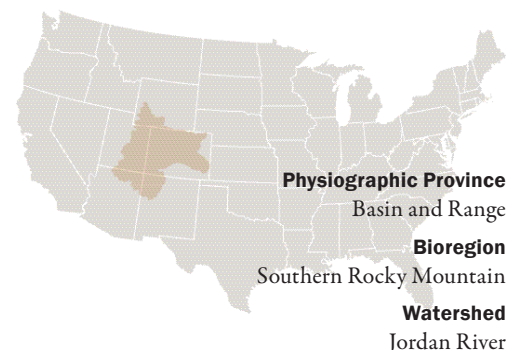 Physiographic Province
Basin and Range
Bioregion
Southern Rocky Mountain
Watershed
Jordan River